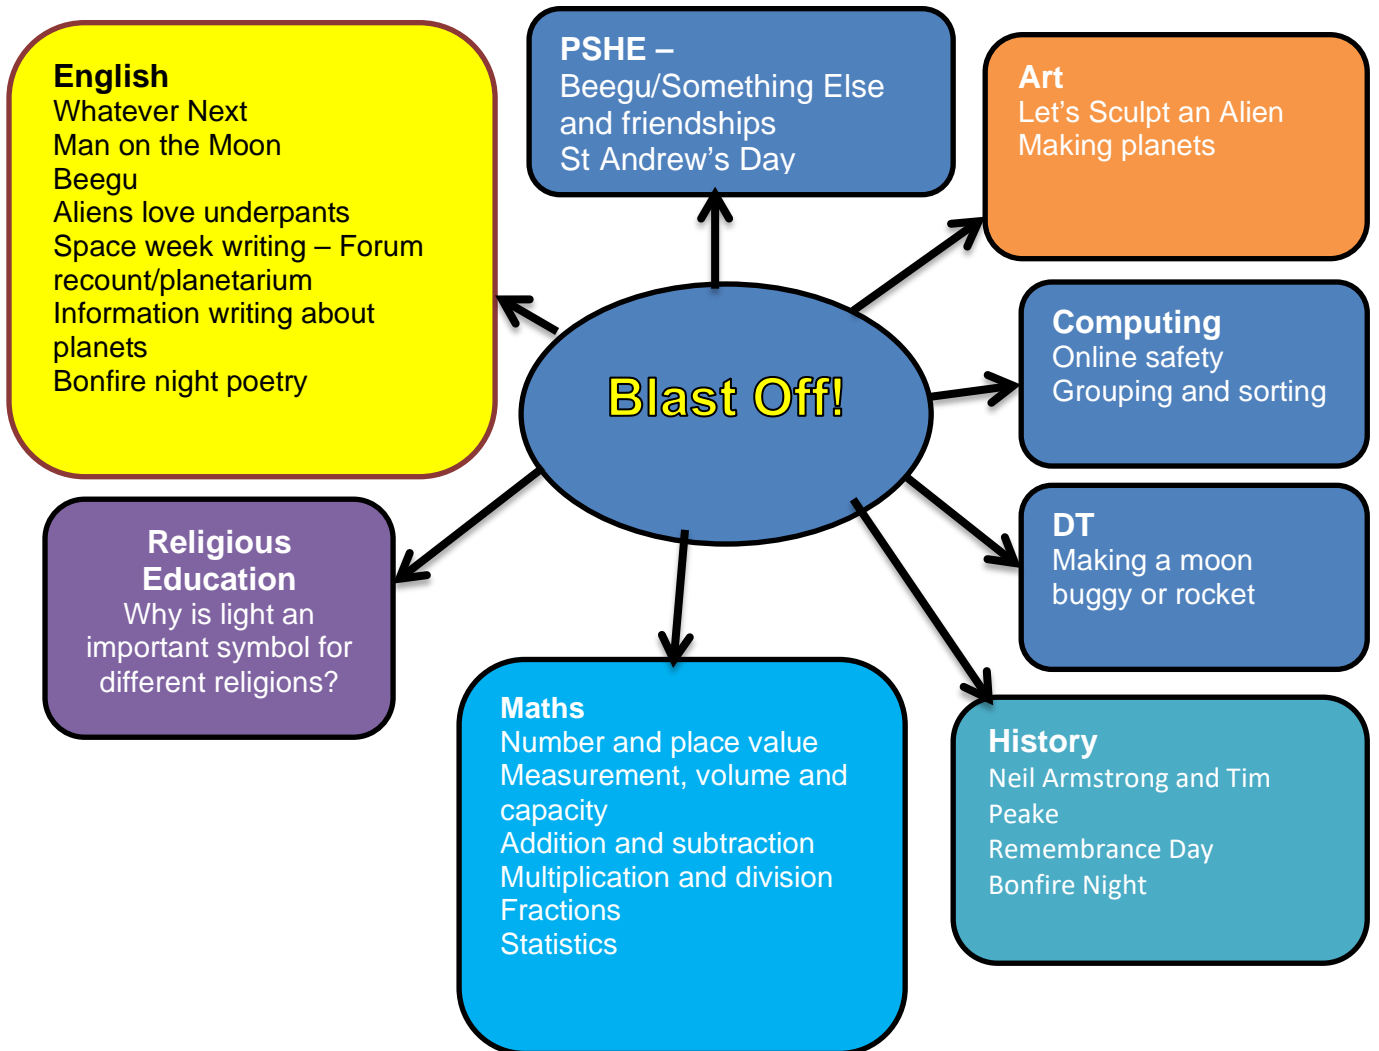 English
Whatever Next
Man on the Moon
Beegu
Aliens love underpants
Space week writing – Forum
recount/planetarium
Information writing about
planets
Bonfire night poetry
PSHE –
Beegu/Something Else
and friendships
St Andrew's Day
Art
Let's Sculpt an Alien
Making planets
Computing
Online safety
Grouping and sorting
Blast Off!
DT
Making a moon
buggy or rocket
Religious
Education
Why is light an
important symbol for
different religions?
Maths
Number and place value
Measurement, volume and
capacity
Addition and subtraction
Multiplication and division
Fractions
Statistics
History
Neil Armstrong and Tim
Peake
Remembrance Day
Bonfire Night